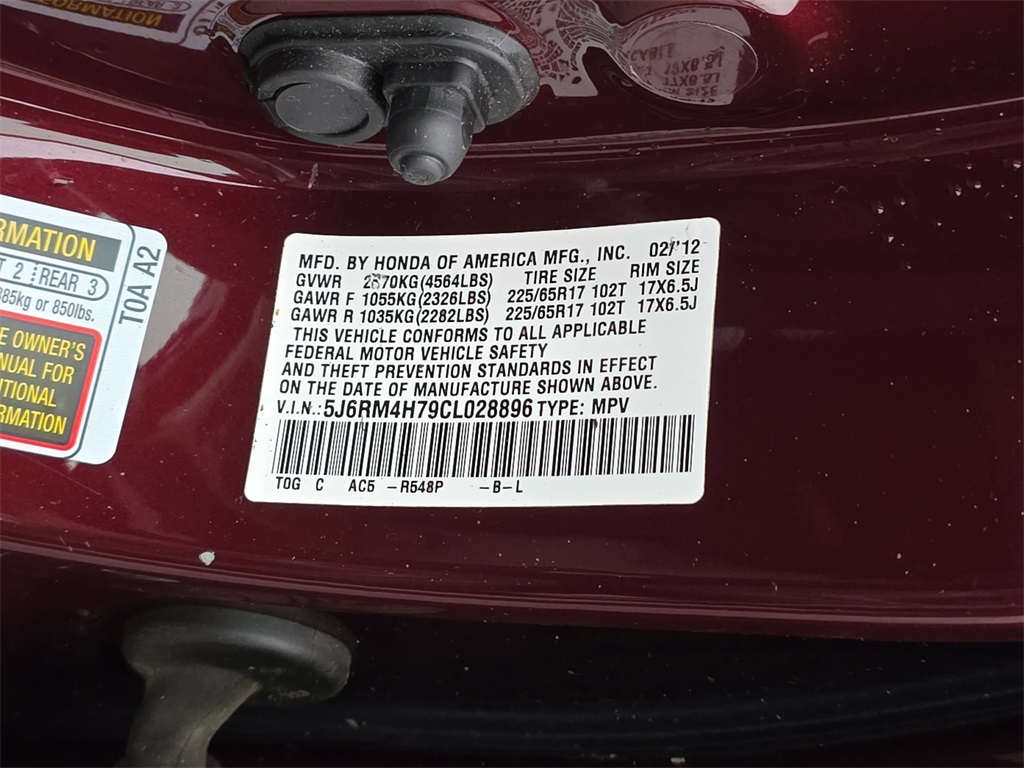 MFD. BY HONDA OF AMERICA MFG., INC. 02/'12
GVWR 2070KG(4564LBS) TIRE SIZE RIM SIZE
GAWR F 1055KG(2326LBS) 225/65R17 102T 17X6.5J
GAWR R 1035KG(2282LBS) 225/65R17 102T 17X6.5J
THIS VEHICLE CONFORMS TO ALL APPLICABLE
FEDERAL MOTOR VEHICLE SAFETY
AND THEFT PREVENTION STANDARDS IN EFFECT
ON THE DATE OF MANUFACTURE SHOWN ABOVE.
V.I.N.:5J6RM4H79CL028896 TYPE: MPV
T0G C AC5 -R548P -B-L
RMATION
T 2 REAR 3
385kg or 850lbs.
E OWNER'S
NUAL FOR
ITIONAL
RMATION
T0A A2